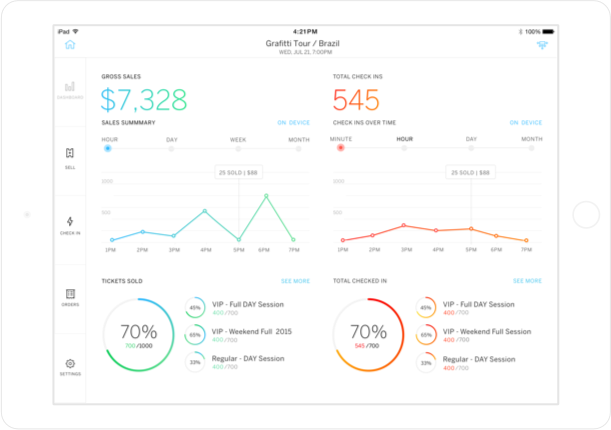 iPad 4:21PM 100%
Grafitti Tour / Brazil
WED, JUL 21, 7:00PM
DASHBOARD
SELL
CHECK IN
ORDERS
SETTINGS
GROSS SALES
$7,328
SALES SUMMMARY ON DEVICE
HOUR DAY WEEK MONTH
25 SOLD | $88
1PM 2PM 3PM 4PM 5PM 6PM 7PM
TOTAL CHECK INS
545
CHECK INS OVER TIME ON DEVICE
MINUTE HOUR DAY MONTH
25 SOLD | $88
1PM 2PM 3PM 4PM 5PM 6PM 7PM
TICKETS SOLD SEE MORE
70%
700/1000
45% VIP - Full DAY Session
400/700
65% VIP - Weekend Full 2015
400/700
33% Regular - DAY Session
400/700
TOTAL CHECKED IN SEE MORE
70%
545/700
45% VIP - Full DAY Session
400/700
65% VIP - Weekend Full Session
400/700
33% Regular - DAY Session
400/700